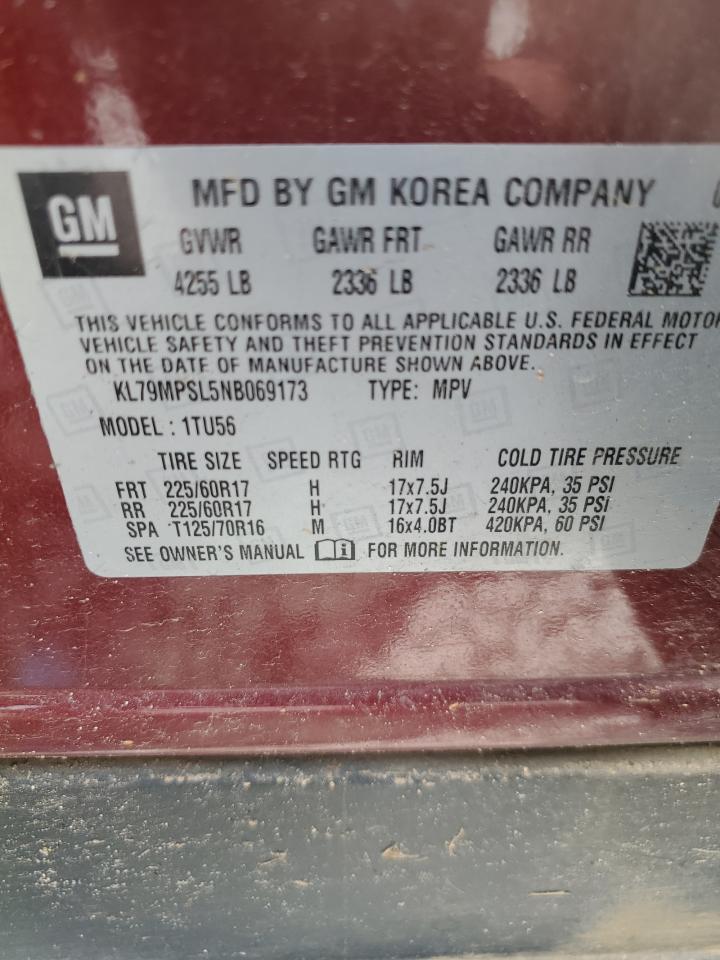 GM
MFD BY GM KOREA COMPANY
GVWR GAWR FRT GAWR RR
4255 LB 2336 LB 2336 LB
THIS VEHICLE CONFORMS TO ALL APPLICABLE U.S. FEDERAL MOTOR
VEHICLE SAFETY AND THEFT PREVENTION STANDARDS IN EFFECT
ON THE DATE OF MANUFACTURE SHOWN ABOVE.
KL79MPSL5NB069173 TYPE: MPV
MODEL : 1TU56
TIRE SIZE SPEED RTG RIM COLD TIRE PRESSURE
FRT 225/60R17 H 17x7.5J 240KPA, 35 PSI
RR 225/60R17 H 17x7.5J 240KPA, 35 PSI
SPA T125/70R16 M 16x4.0BT 420KPA, 60 PSI
SEE OWNER'S MANUAL FOR MORE INFORMATION.